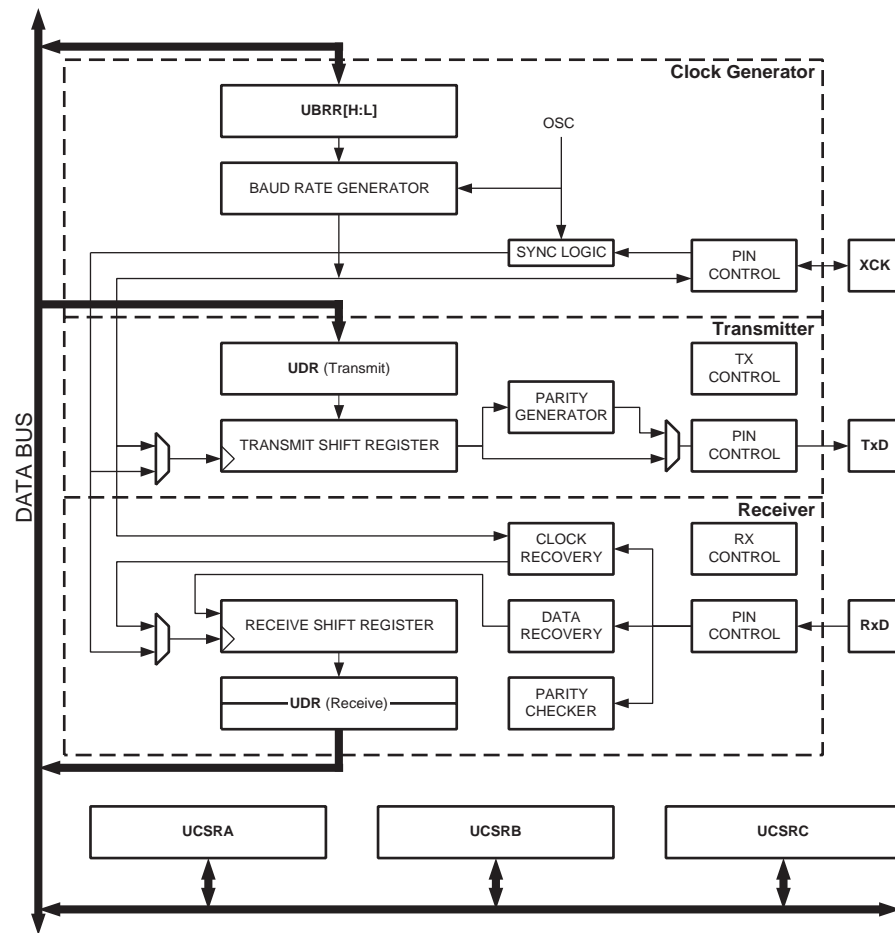 Clock Generator
UBRR[H:L]
OSC
BAUD RATE GENERATOR
SYNC LOGIC
PIN
CONTROL
XCK
Transmitter
UDR (Transmit)
TX
CONTROL
PARITY
GENERATOR
TRANSMIT SHIFT REGISTER
PIN
CONTROL
TxD
DATA BUS
Receiver
CLOCK
RECOVERY
RX
CONTROL
RECEIVE SHIFT REGISTER
DATA
RECOVERY
PIN
CONTROL
RxD
UDR (Receive)
PARITY
CHECKER
UCSRA
UCSRB
UCSRC